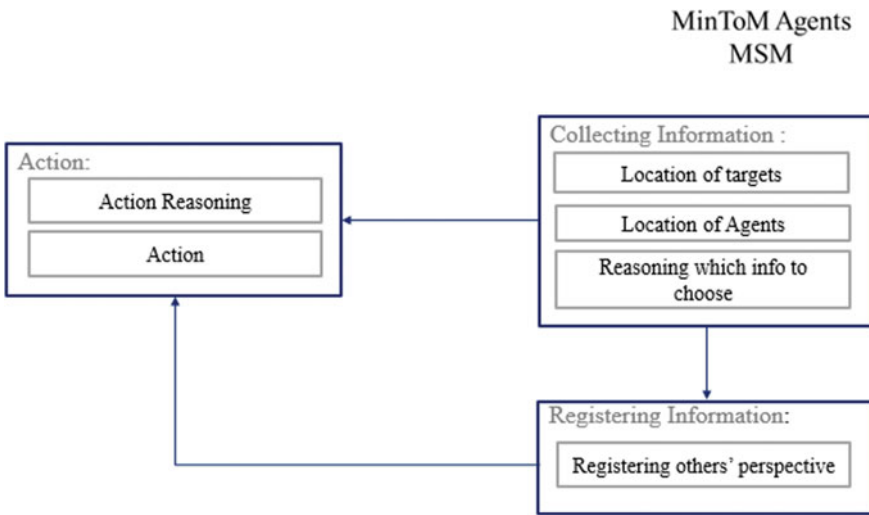 MinToM Agents
MSM
Collecting Information :
Location of targets
Location of Agents
Reasoning which info to
choose
Action:
Action Reasoning
Action
Registering Information:
Registering others’ perspective